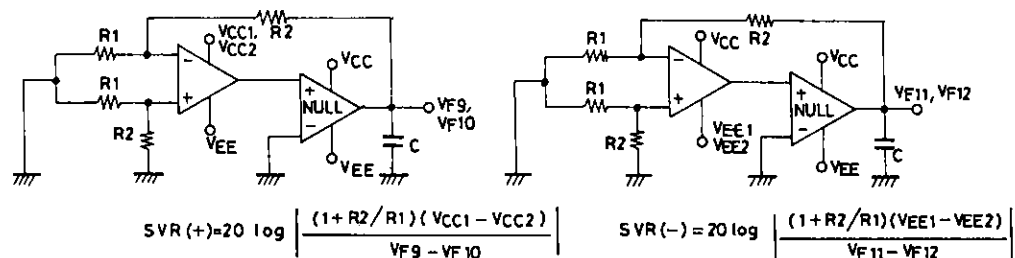 R1
R1
R2
R2
VCC1,
VCC2
−
+
VEE
VCC
+
NULL
−
VEE
C
VF9,
VF10
R1
R1
R2
R2
VCC
−
+
VEE1
VEE2
VCC
+
NULL
−
VEE
C
VF11, VF12
SVR(+)=20 log | (1+R2/R1)(VCC1−VCC2) / VF9−VF10 |
SVR(−)=20 log | (1+R2/R1)(VEE1−VEE2) / VF11−VF12 |